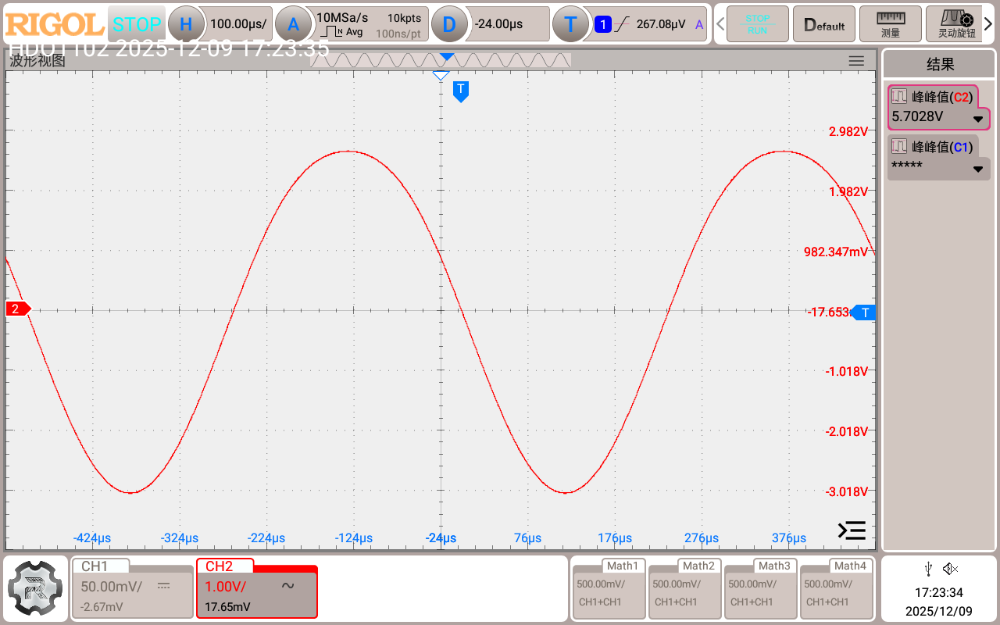 RIGOL STOP H 100.00µs/ A 10MSa/s 10kpts Avg 100ns/pt D -24.00µs T 1 267.08µV A STOP RUN Default 测量 灵动旋钮
HDO1102 2025-12-09 17:23:35
波形视图
结果
T
峰峰值(C2)
5.7028V
峰峰值(C1)
*****
2.982V
1.982V
982.347mV
2
-17.653
T
-1.018V
-2.018V
-3.018V
-424µs -324µs -224µs -124µs -24µs 76µs 176µs 276µs 376µs
CH1
50.00mV/
-2.67mV
CH2
1.00V/
17.65mV
Math1
500.00mV/
CH1+CH1
Math2
500.00mV/
CH1+CH1
Math3
500.00mV/
CH1+CH1
Math4
500.00mV/
CH1+CH1
17:23:34
2025/12/09